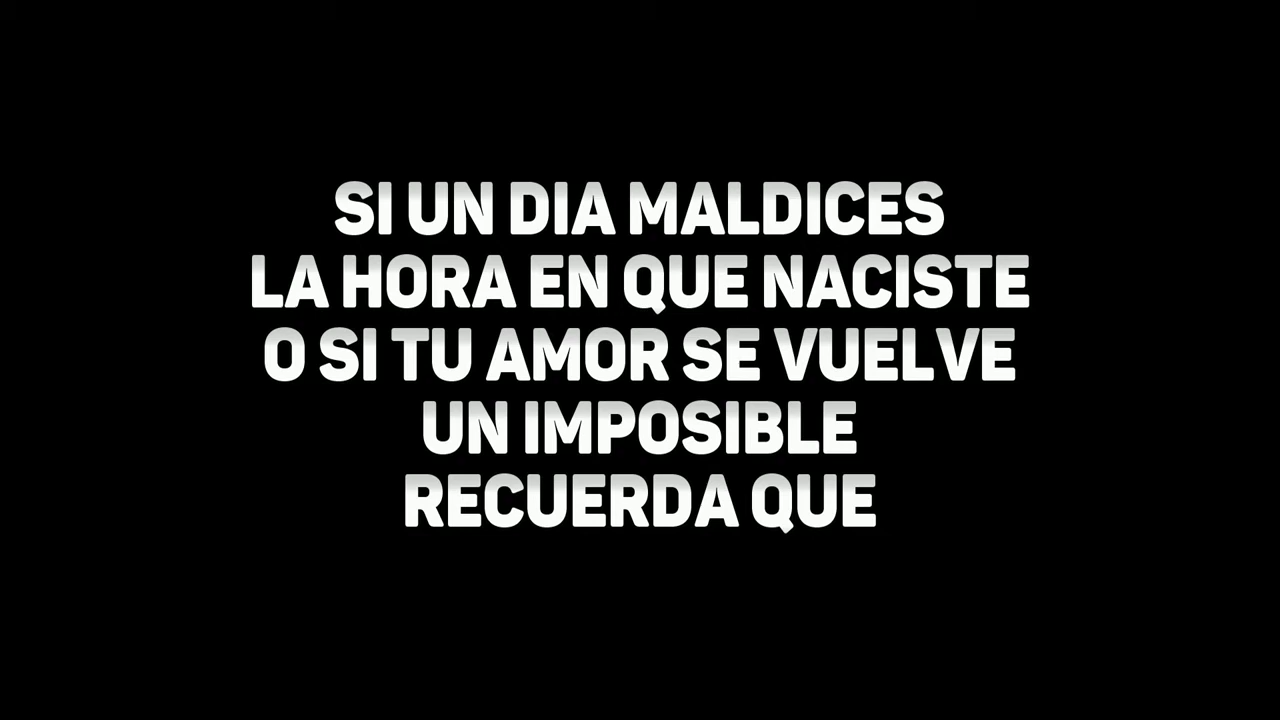 SI UN DIA MALDICES
LA HORA EN QUE NACISTE
O SI TU AMOR SE VUELVE
UN IMPOSIBLE
RECUERDA QUE